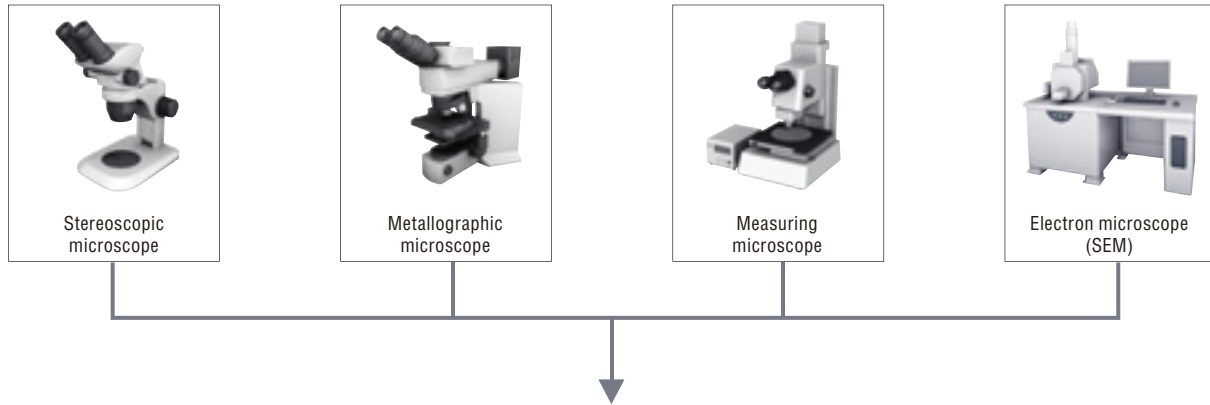 Stereoscopic
microscope
Metallographic
microscope
Measuring
microscope
Electron microscope
(SEM)